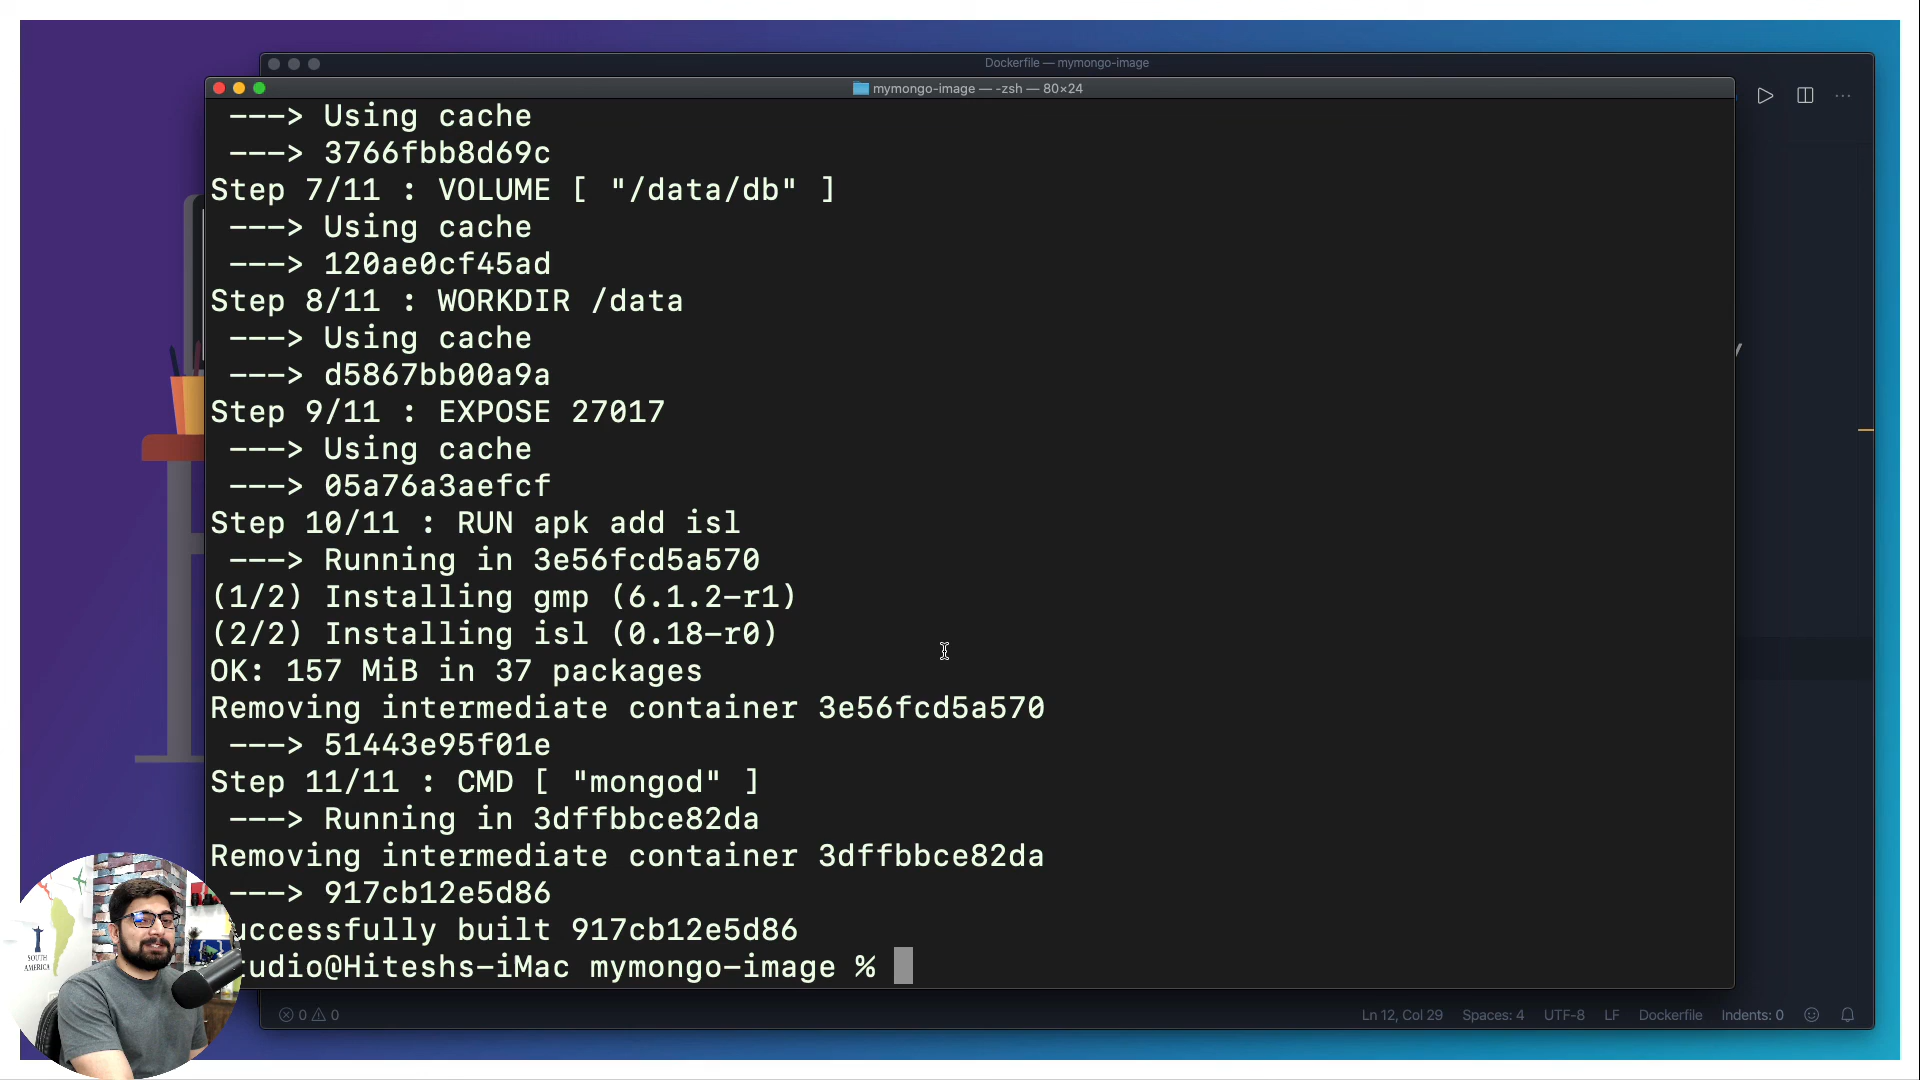 Dockerfile — mymongo-image
mymongo-image — -zsh — 80×24
---> Using cache
---> 3766fbb8d69c
Step 7/11 : VOLUME [ "/data/db" ]
---> Using cache
---> 120ae0cf45ad
Step 8/11 : WORKDIR /data
---> Using cache
---> d5867bb00a9a
Step 9/11 : EXPOSE 27017
---> Using cache
---> 05a76a3aefcf
Step 10/11 : RUN apk add isl
---> Running in 3e56fcd5a570
(1/2) Installing gmp (6.1.2-r1)
(2/2) Installing isl (0.18-r0)
OK: 157 MiB in 37 packages
Removing intermediate container 3e56fcd5a570
---> 51443e95f01e
Step 11/11 : CMD [ "mongod" ]
---> Running in 3dffbbce82da
Removing intermediate container 3dffbbce82da
---> 917cb12e5d86
uccessfully built 917cb12e5d86
tudio@Hiteshs-iMac mymongo-image %
SOUTH
AMERICA
0 0 Ln 12, Col 29 Spaces: 4 UTF-8 LF Dockerfile Indents: 0